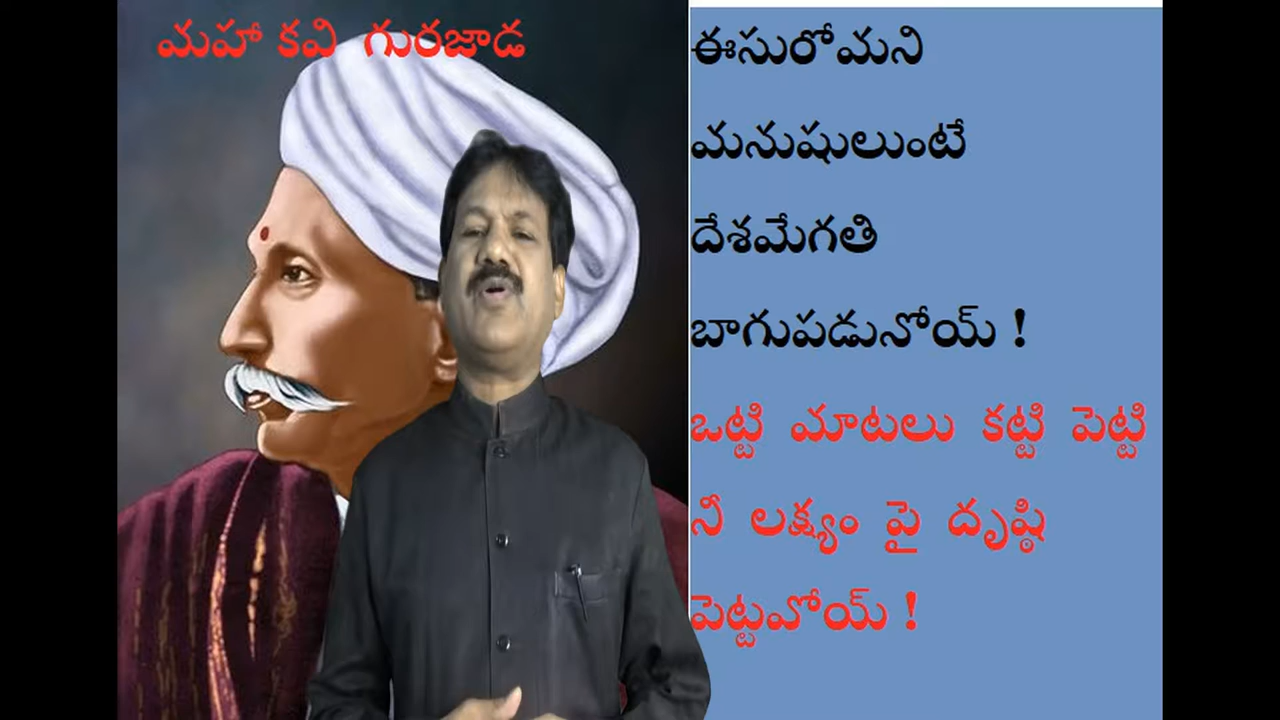 మహా కవి గురజాడ
ఈసురోమని
మనుషులుంటే
దేశమేగతి
బాగుపడునోయ్ !
ఒట్టి మాటలు కట్టి పెట్టి
నీ లక్ష్యం పై దృష్ఠి
పెట్టవోయ్ !